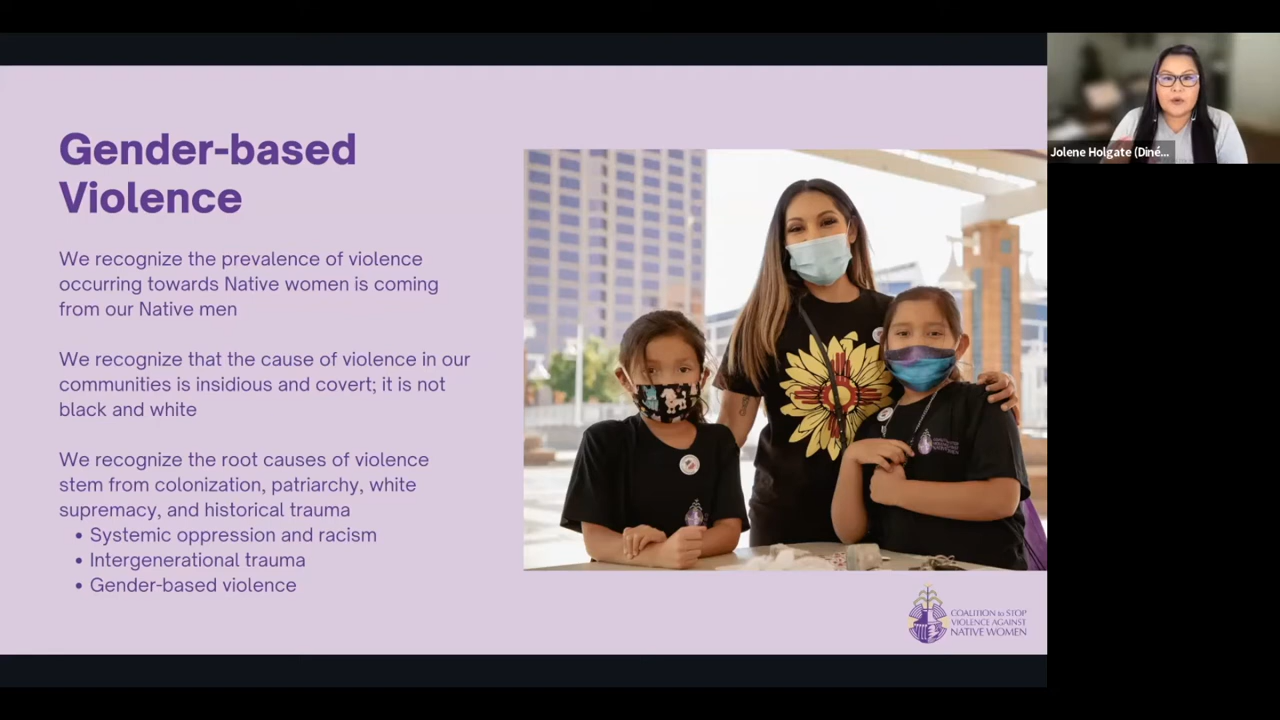 Gender-based
Violence
We recognize the prevalence of violence
occurring towards Native women is coming
from our Native men
We recognize that the cause of violence in our
communities is insidious and covert; it is not
black and white
We recognize the root causes of violence
stem from colonization, patriarchy, white
supremacy, and historical trauma
• Systemic oppression and racism
• Intergenerational trauma
• Gender-based violence
COALITION to STOP
VIOLENCE AGAINST
NATIVE WOMEN
Jolene Holgate (Diné...